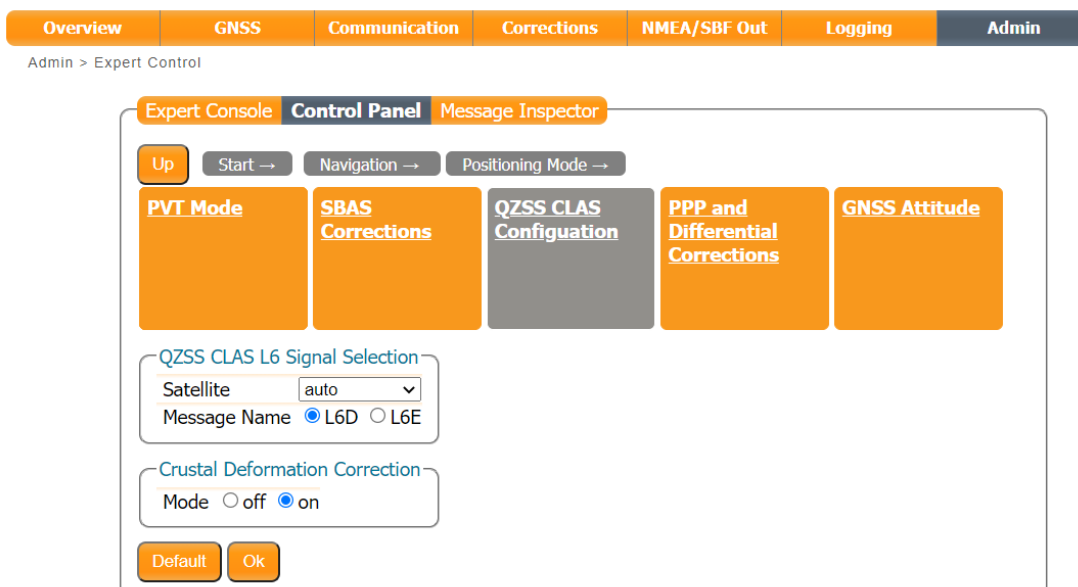 Overview GNSS Communication Corrections NMEA/SBF Out Logging Admin
Admin > Expert Control
Expert Console Control Panel Message Inspector
Up Start → Navigation → Positioning Mode →
PVT Mode
SBAS
Corrections
QZSS CLAS
Configuation
PPP and
Differential
Corrections
GNSS Attitude
QZSS CLAS L6 Signal Selection
Satellite auto
Message Name L6D L6E
Crustal Deformation Correction
Mode off on
Default Ok